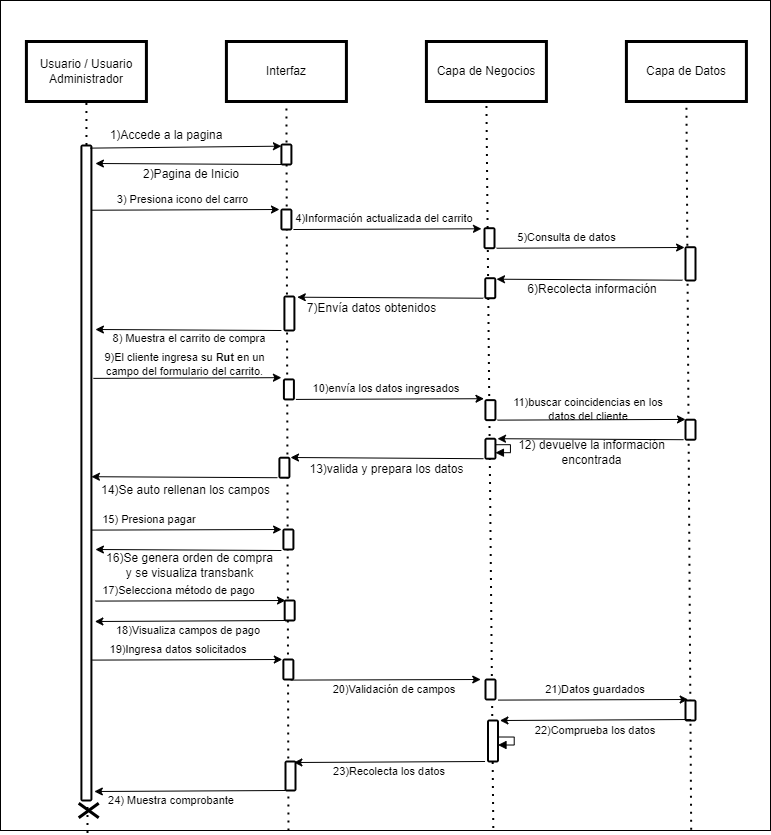 Usuario / Usuario
Administrador
Interfaz
Capa de Negocios
Capa de Datos
1)Accede a la pagina
2)Pagina de Inicio
3) Presiona icono del carro
4)Información actualizada del carrito
5)Consulta de datos
6)Recolecta información
7)Envía datos obtenidos
8) Muestra el carrito de compra
9)El cliente ingresa su Rut en un
campo del formulario del carrito.
10)envía los datos ingresados
11)buscar coincidencias en los
datos del cliente
12) devuelve la información
encontrada
13)valida y prepara los datos
14)Se auto rellenan los campos
15) Presiona pagar
16)Se genera orden de compra
y se visualiza transbank
17)Selecciona método de pago
18)Visualiza campos de pago
19)Ingresa datos solicitados
20)Validación de campos
21)Datos guardados
22)Comprueba los datos
23)Recolecta los datos
24) Muestra comprobante